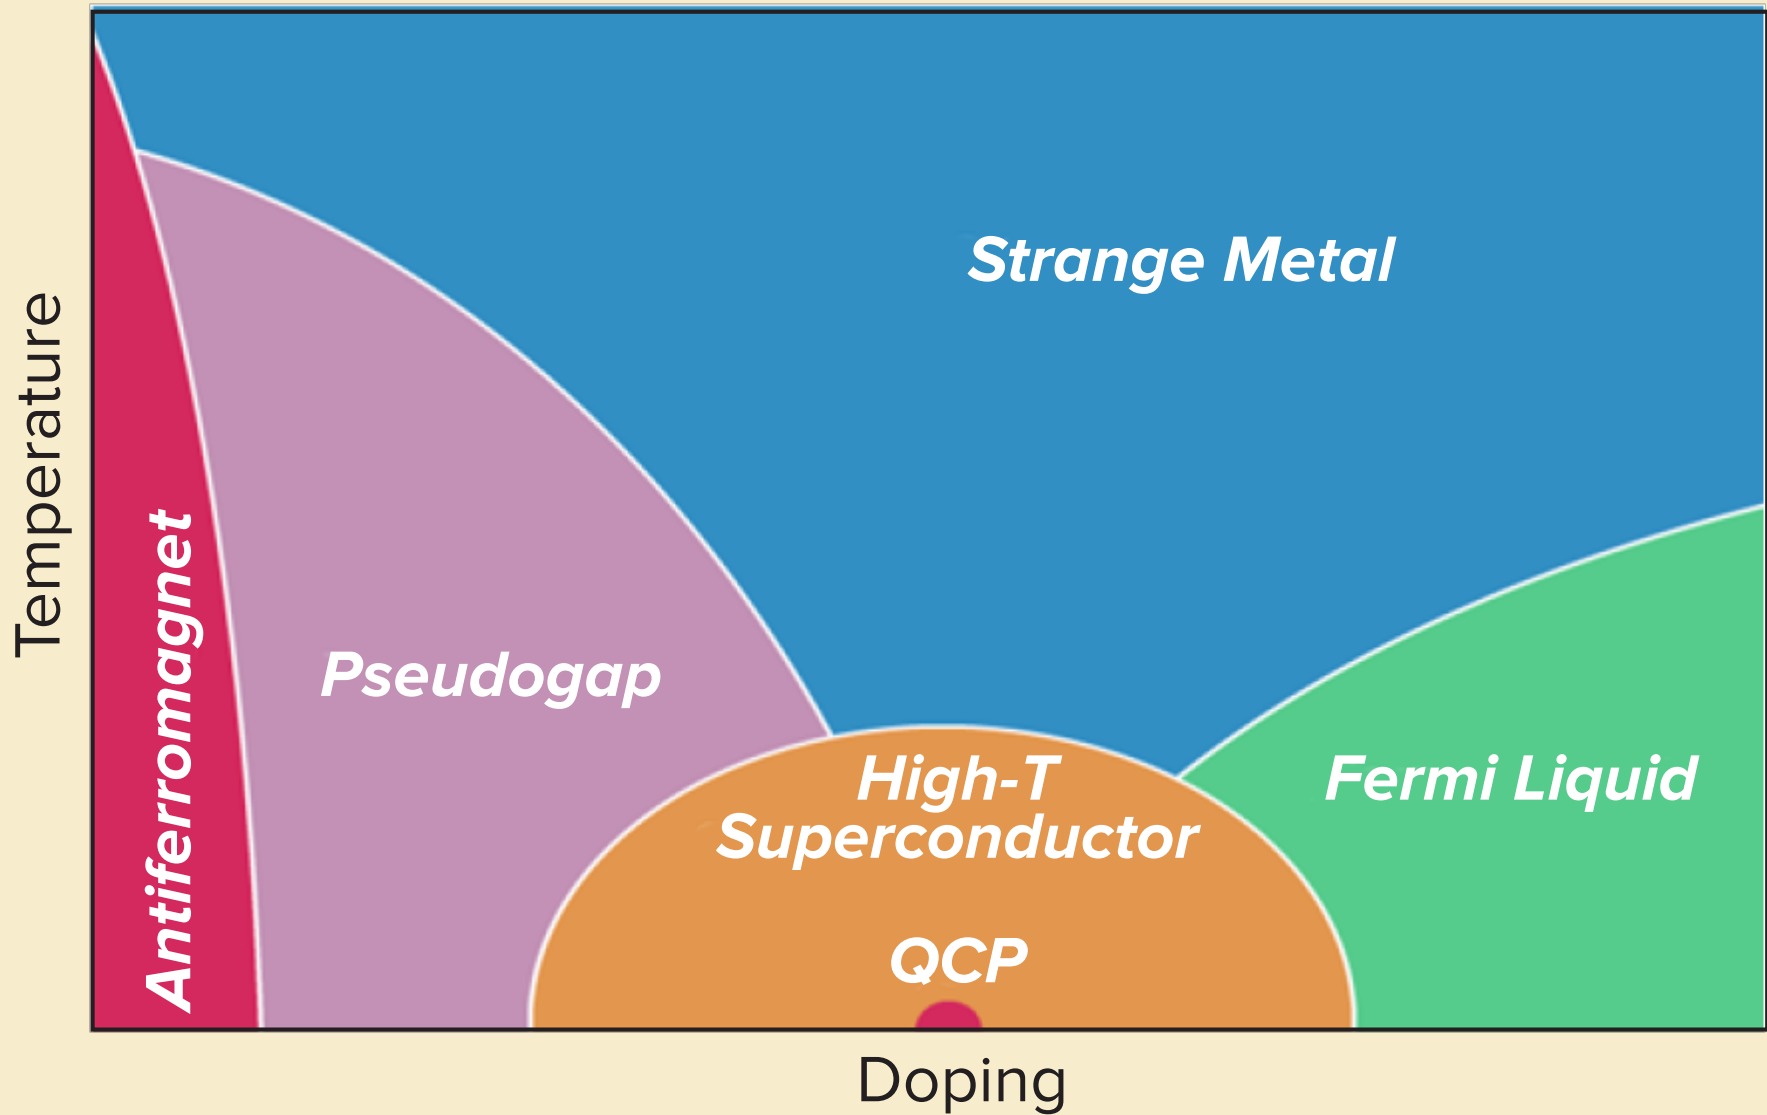 Temperature
Antiferromagnet
Pseudogap
Strange Metal
High-T
Superconductor
QCP
Fermi Liquid
Doping